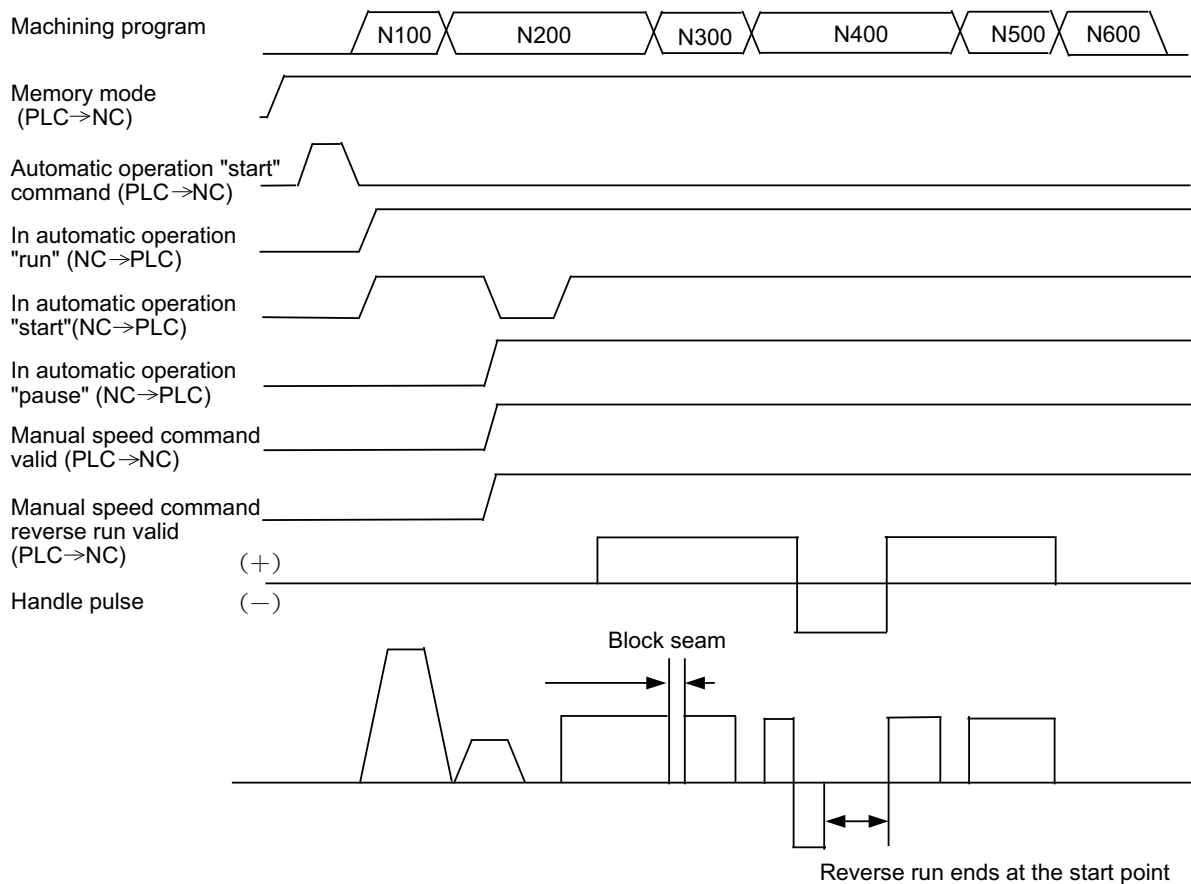 Machining program
N100 N200 N300 N400 N500 N600
Memory mode
(PLC→NC)
Automatic operation "start"
command (PLC→NC)
In automatic operation
"run" (NC→PLC)
In automatic operation
"start"(NC→PLC)
In automatic operation
"pause" (NC→PLC)
Manual speed command
valid (PLC→NC)
Manual speed command
reverse run valid
(PLC→NC)
(+)
Handle pulse (−)
Block seam
Reverse run ends at the start point